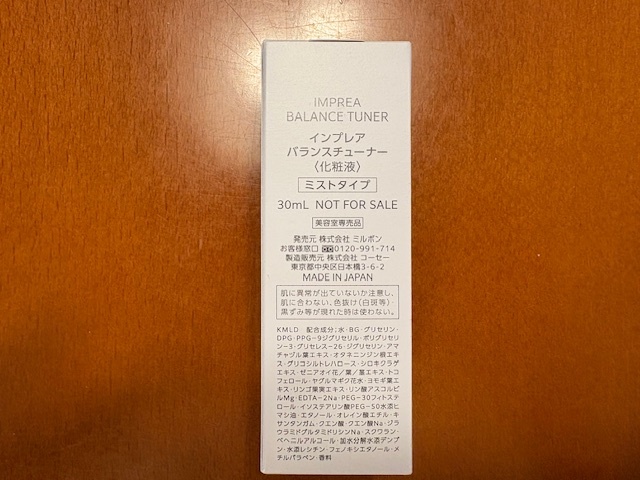 IMPREA
BALANCE TUNER
インプレア
バランスチューナー
〈化粧液〉
ミストタイプ
30mL NOT FOR SALE
美容室専売品
発売元 株式会社 ミルボン
お客様窓口 0120-991-714
製造販売元 株式会社 コーセー
東京都中央区日本橋3-6-2
MADE IN JAPAN
肌に異常が出ていないか注意し、
肌に合わない、色抜け(白斑等)・
黒ずみ等が現れた時は使わない。
KMLD 配合成分:水・BG・グリセリン・
DPG・PPG-9ジグリセリル・ポリグリセリ
ン-3・グリセレス-26・ジグリセリン・アマ
チャヅル葉エキス・オタネニンジン根エキ
ス・グリコシルトレハロース・シロキクラゲ
エキス・ゼニアオイ花/葉/茎エキス・トコ
フェロール・ヤグルマギク花水・ヨモギ葉エ
キス・リンゴ果実エキス・リン酸アスコルビ
ルMg・EDTA-2Na・PEG-30フィトステ
ロール・イソステアリン酸PEG-50水添ヒ
マシ油・エタノール・オレイン酸エチル・キ
サンタンガム・クエン酸・クエン酸Na・ジラ
ウラミドグルタミドリシンNa・スクワラン・
ベヘニルアルコール・加水分解水添デンプ
ン・水添レシチン・フェノキシエタノール・メ
チルパラベン・香料